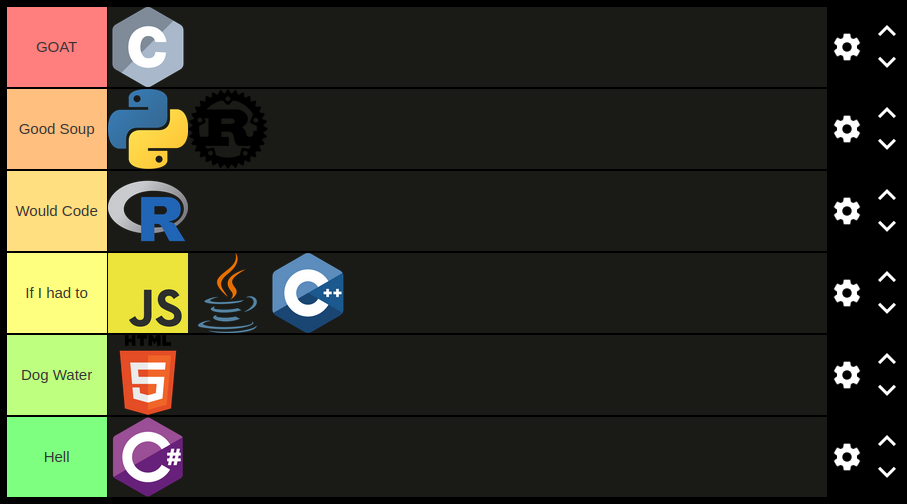 GOAT
C
Good Soup
R
Would Code
R
If I had to
JS
C++
Dog Water
HTML
5
Hell
C#